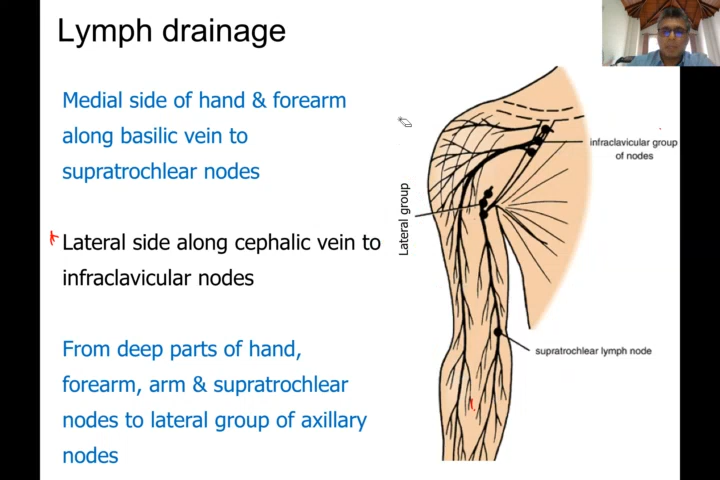 Lymph drainage
Medial side of hand & forearm
along basilic vein to
supratrochlear nodes
Lateral side along cephalic vein to
infraclavicular nodes
From deep parts of hand,
forearm, arm & supratrochlear
nodes to lateral group of axillary
nodes
infraclavicular group
of nodes
Lateral group
supratrochlear lymph node